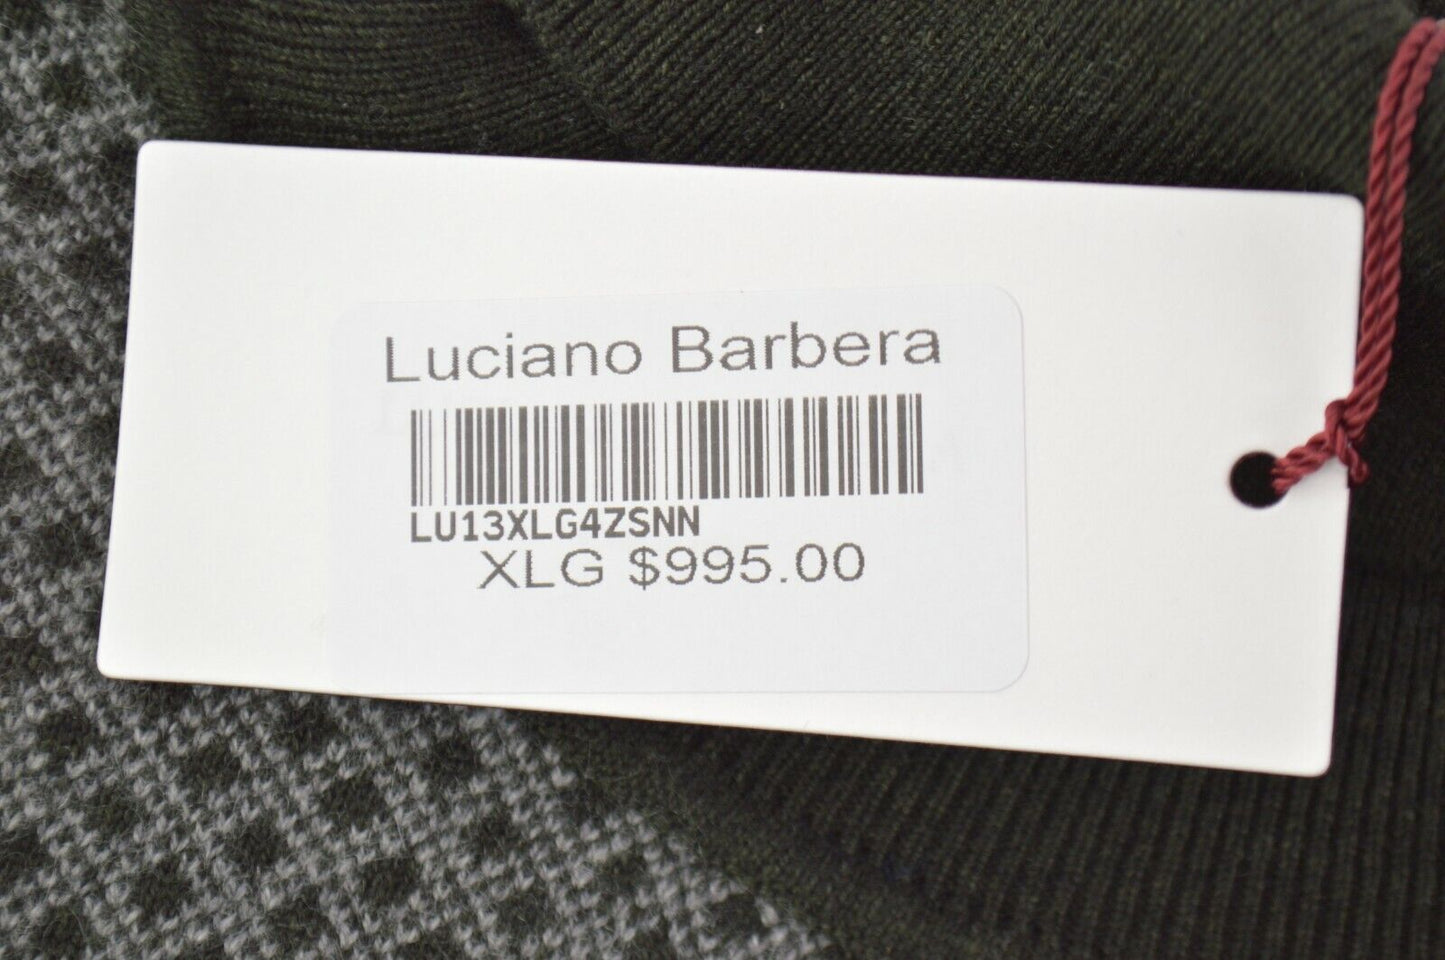 Luciano Barbera
LU13XLG4ZSNN
XLG $995.00